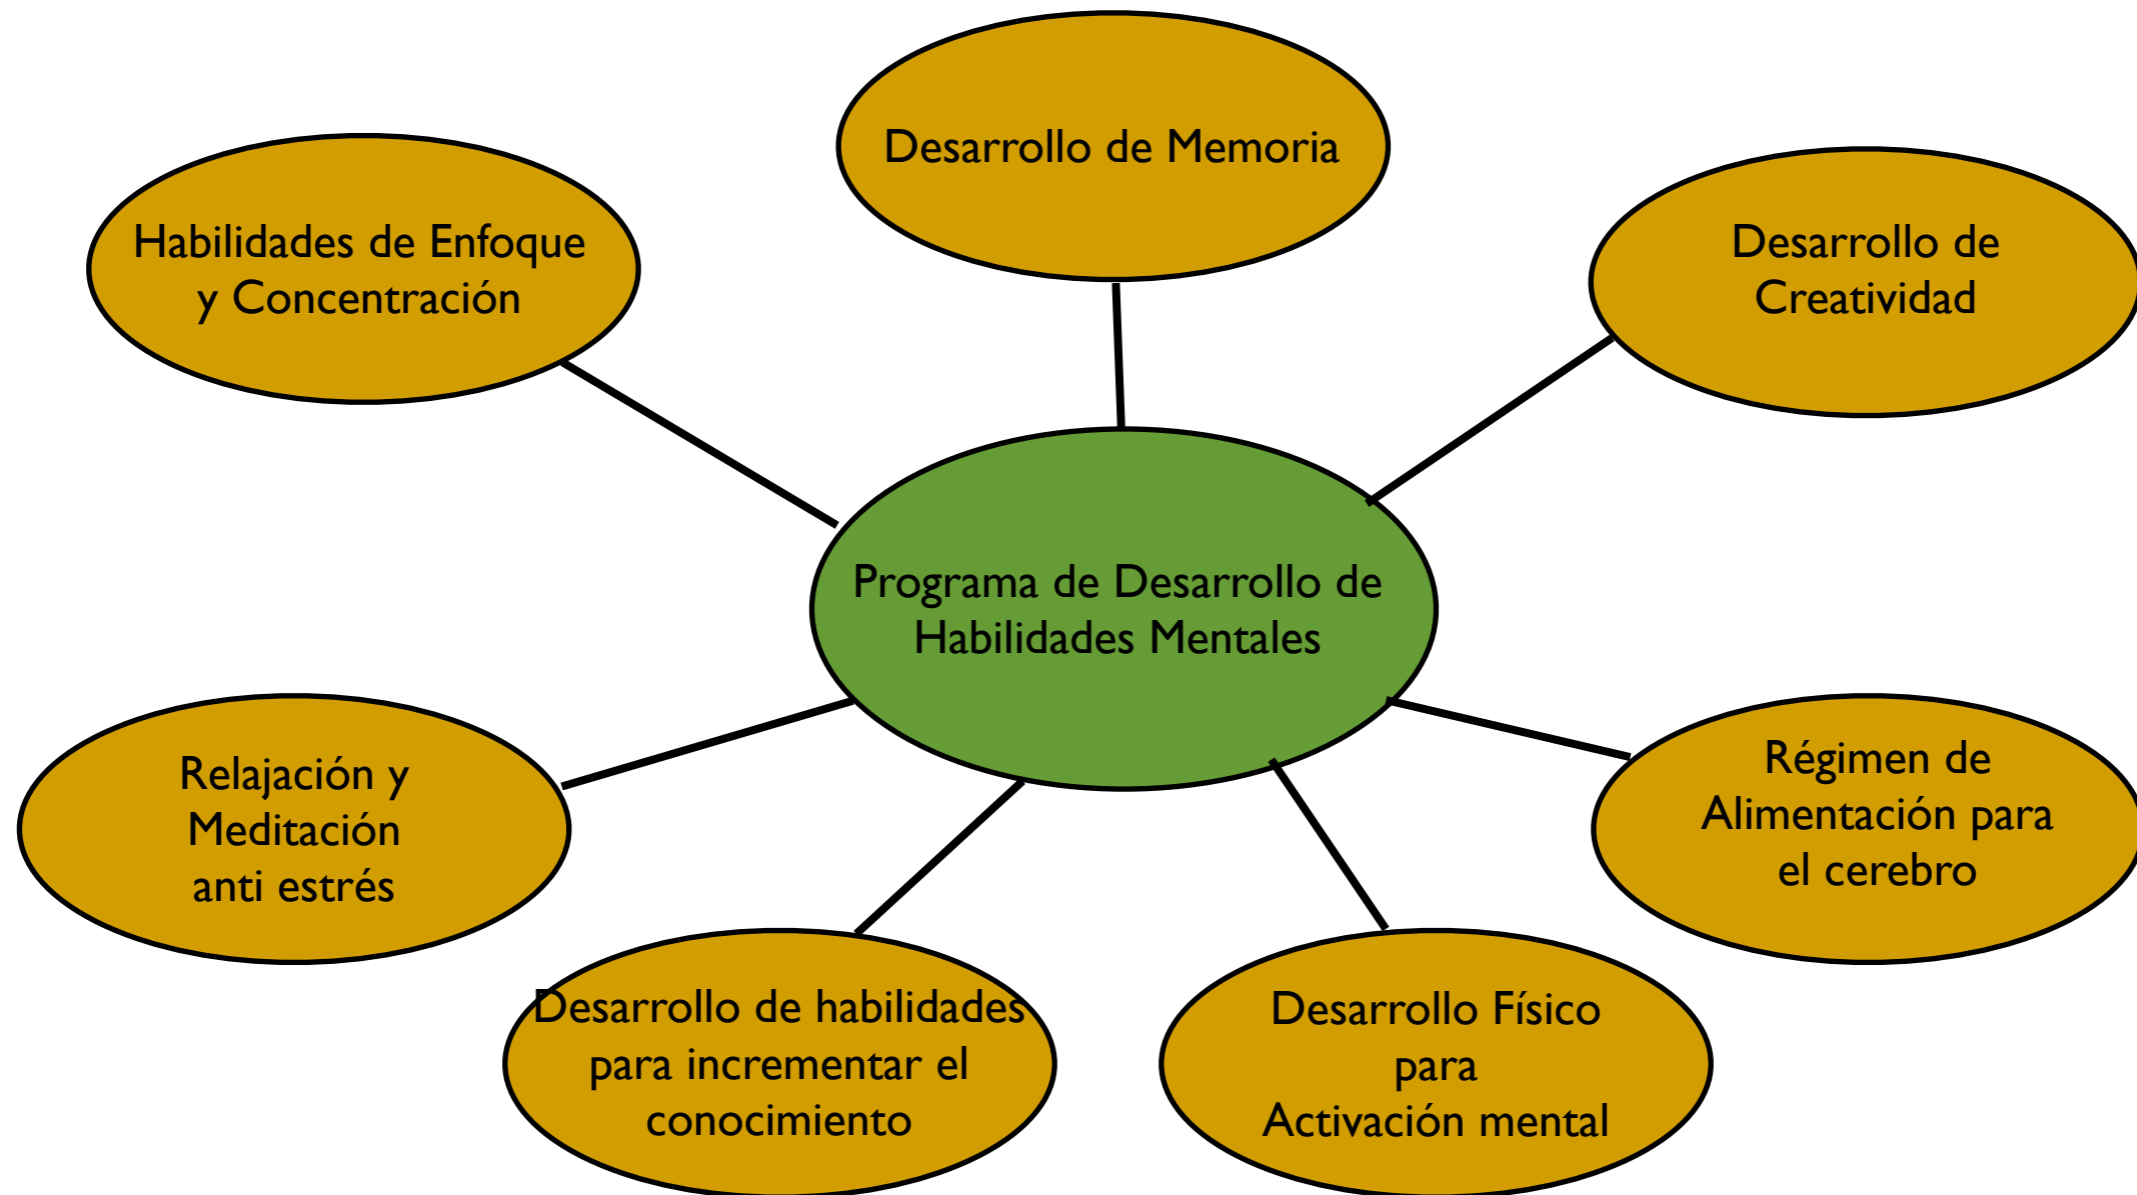 Desarrollo de Memoria
Habilidades de Enfoque
y Concentración
Desarrollo de
Creatividad
Programa de Desarrollo de
Habilidades Mentales
Relajación y
Meditación
anti estrés
Régimen de
Alimentación para
el cerebro
Desarrollo de habilidades
para incrementar el
conocimiento
Desarrollo Físico
para
Activación mental